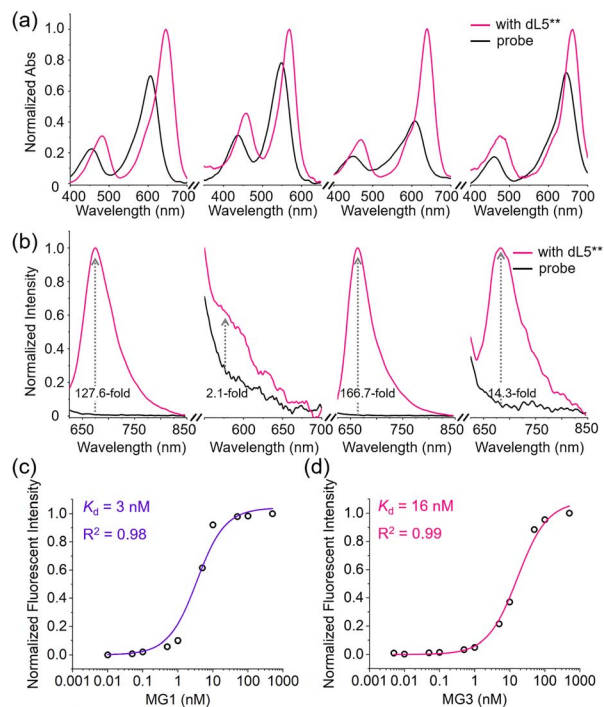 (a)
Normalized Abs
1.0
0.8
0.6
0.4
0.2
0
with dL5**
probe
400 500 600 700 400 500 600 400 500 600 700 400 500 600 700
Wavelength (nm) Wavelength (nm) Wavelength (nm) Wavelength (nm)
(b)
Normalized Intensity
1.0
0.8
0.6
0.4
0.2
0
with dL5**
probe
127.6-fold 2.1-fold 166.7-fold 14.3-fold
650 750 850 600 650 700 650 750 850 650 750 850
Wavelength (nm) Wavelength (nm) Wavelength (nm) Wavelength (nm)
(c)
Normalized Fluorescent Intensity
1.0
0.8
0.6
0.4
0.2
0.0
Kd = 3 nM
R2 = 0.98
0.001 0.01 0.1 1 10 100 1000
MG1 (nM)
(d)
Normalized Fluorescent Intensity
1.0
0.8
0.6
0.4
0.2
0.0
Kd = 16 nM
R2 = 0.99
0.001 0.01 0.1 1 10 100 1000
MG3 (nM)